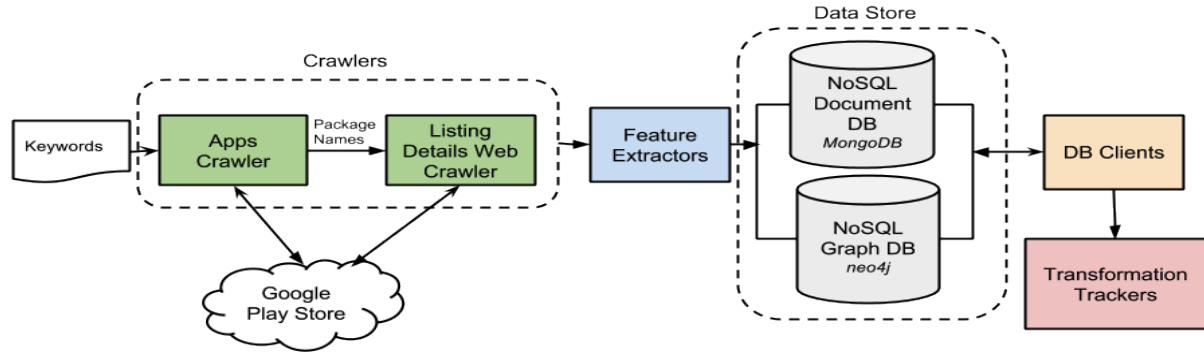 Data Store
Crawlers
Keywords
Apps
Crawler
Package
Names
Listing
Details Web
Crawler
Feature
Extractors
NoSQL
Document
DB
MongoDB
NoSQL
Graph DB
neo4j
DB Clients
Transformation
Trackers
Google
Play Store